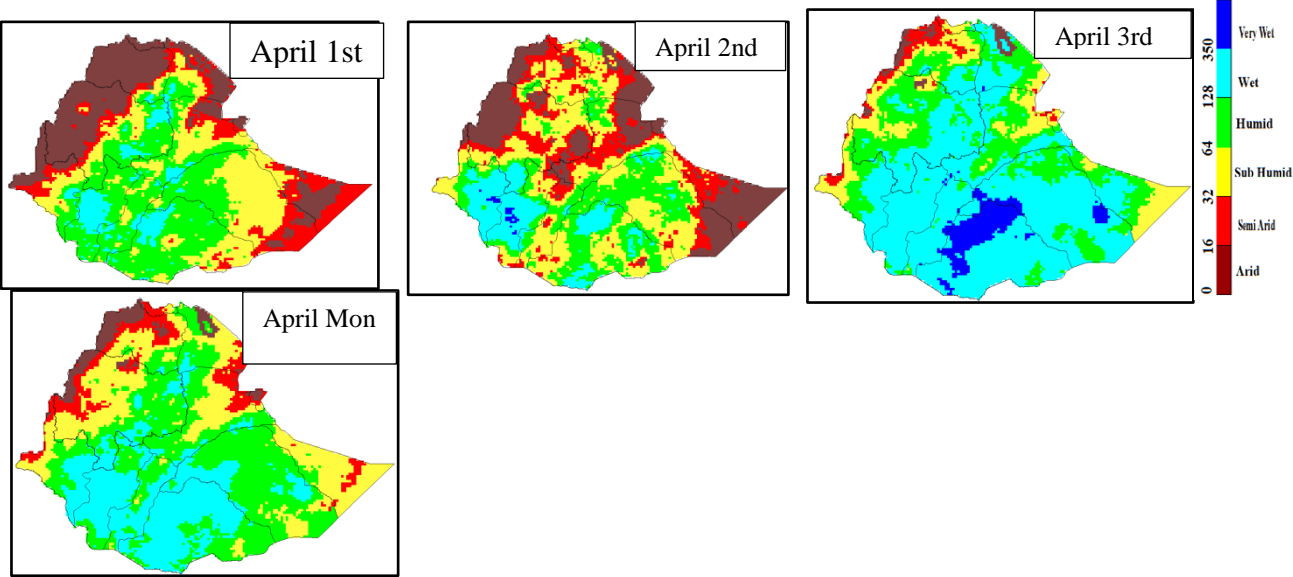 April 1st
April 2nd
April 3rd
Very Wet
350
Wet
128
Humid
64
Sub Humid
32
Semi Arid
16
Arid
0
April Mon